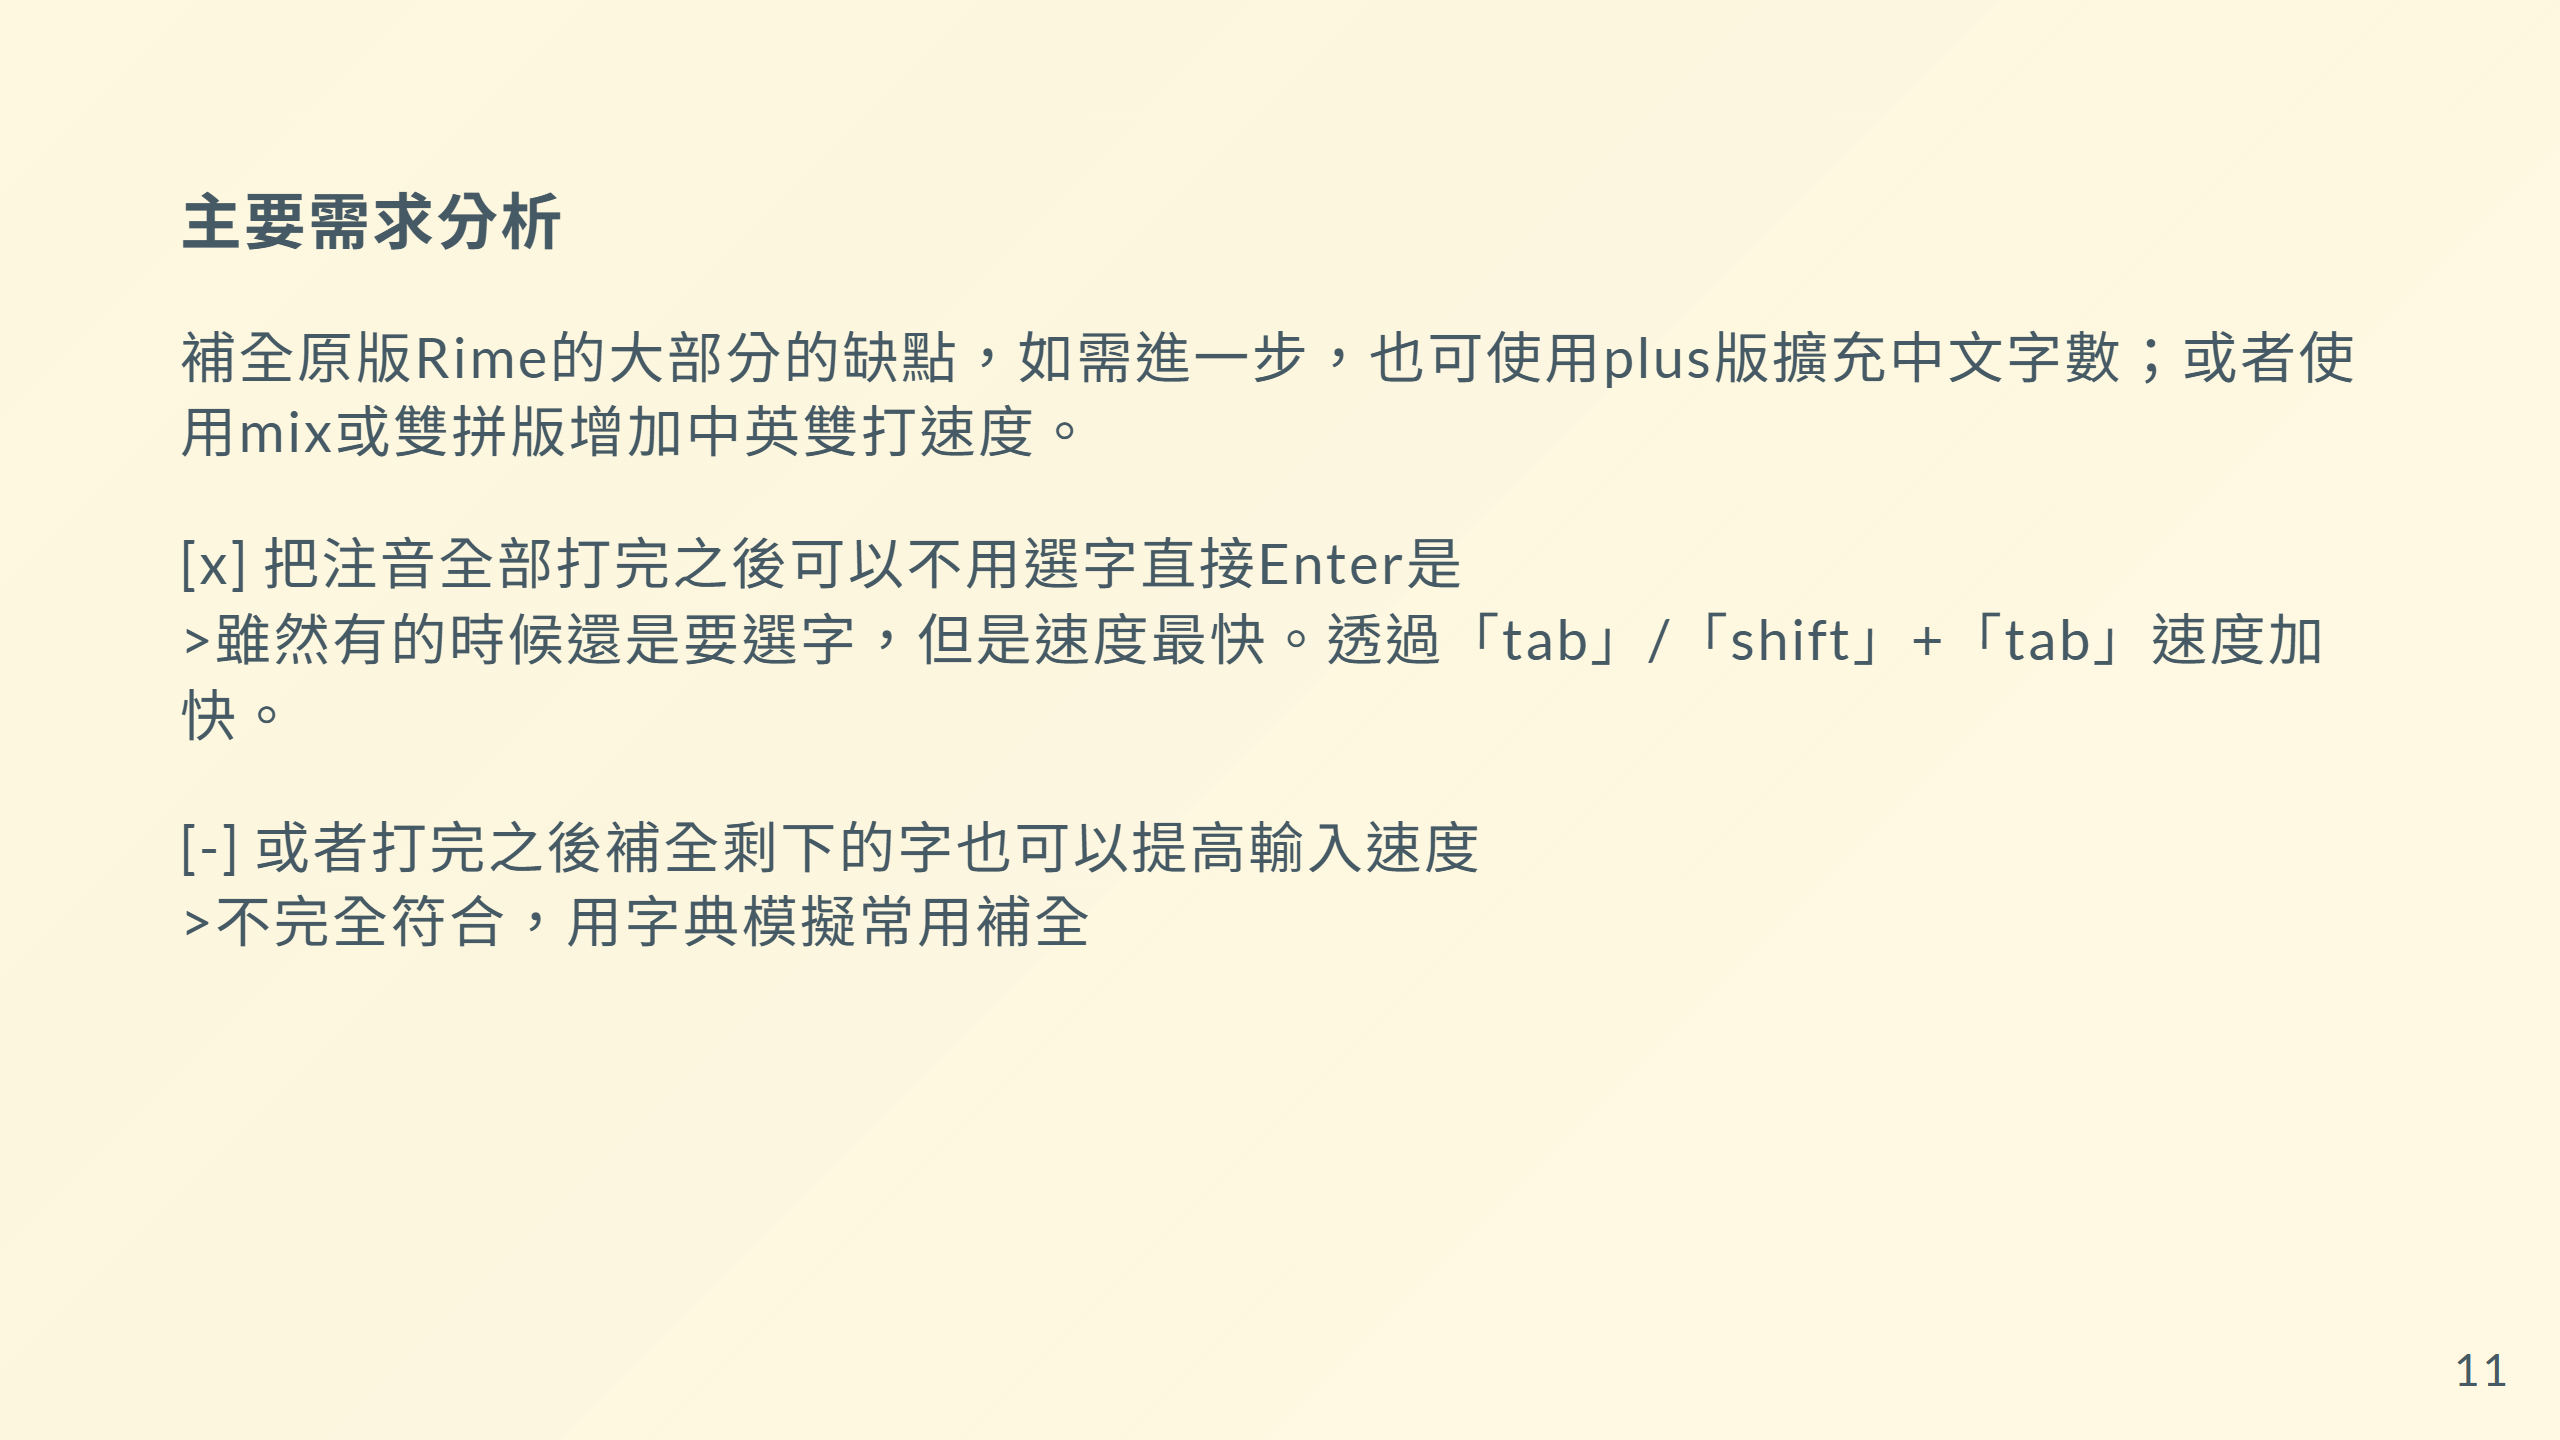 主要需求分析
補全原版Rime的大部分的缺點，如需進一步，也可使用plus版擴充中文字數；或者使
用mix或雙拼版增加中英雙打速度。
[x] 把注音全部打完之後可以不用選字直接Enter是
>雖然有的時候還是要選字，但是速度最快。透過「tab」/「shift」+「tab」速度加
快。
[-] 或者打完之後補全剩下的字也可以提高輸入速度
>不完全符合，用字典模擬常用補全
11